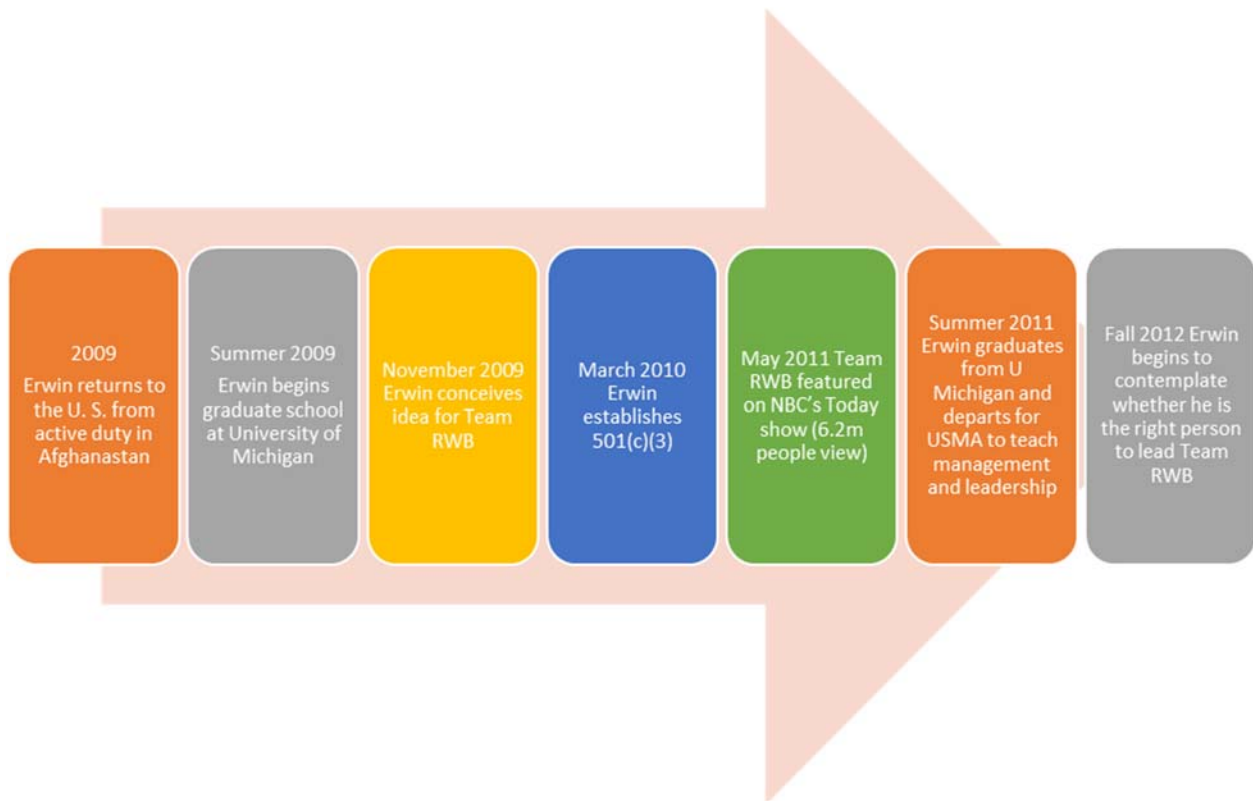 2009
Erwin returns to
the U. S. from
active duty in
Afghanastan
Summer 2009
Erwin begins
graduate school
at University of
Michigan
November 2009
Erwin conceives
idea for Team
RWB
March 2010
Erwin
establishes
501(c)(3)
May 2011 Team
RWB featured
on NBC's Today
show (6.2m
people view)
Summer 2011
Erwin graduates
from U
Michigan and
departs for
USMA to teach
management
and leadership
Fall 2012 Erwin
begins to
contemplate
whether he is
the right person
to lead Team
RWB